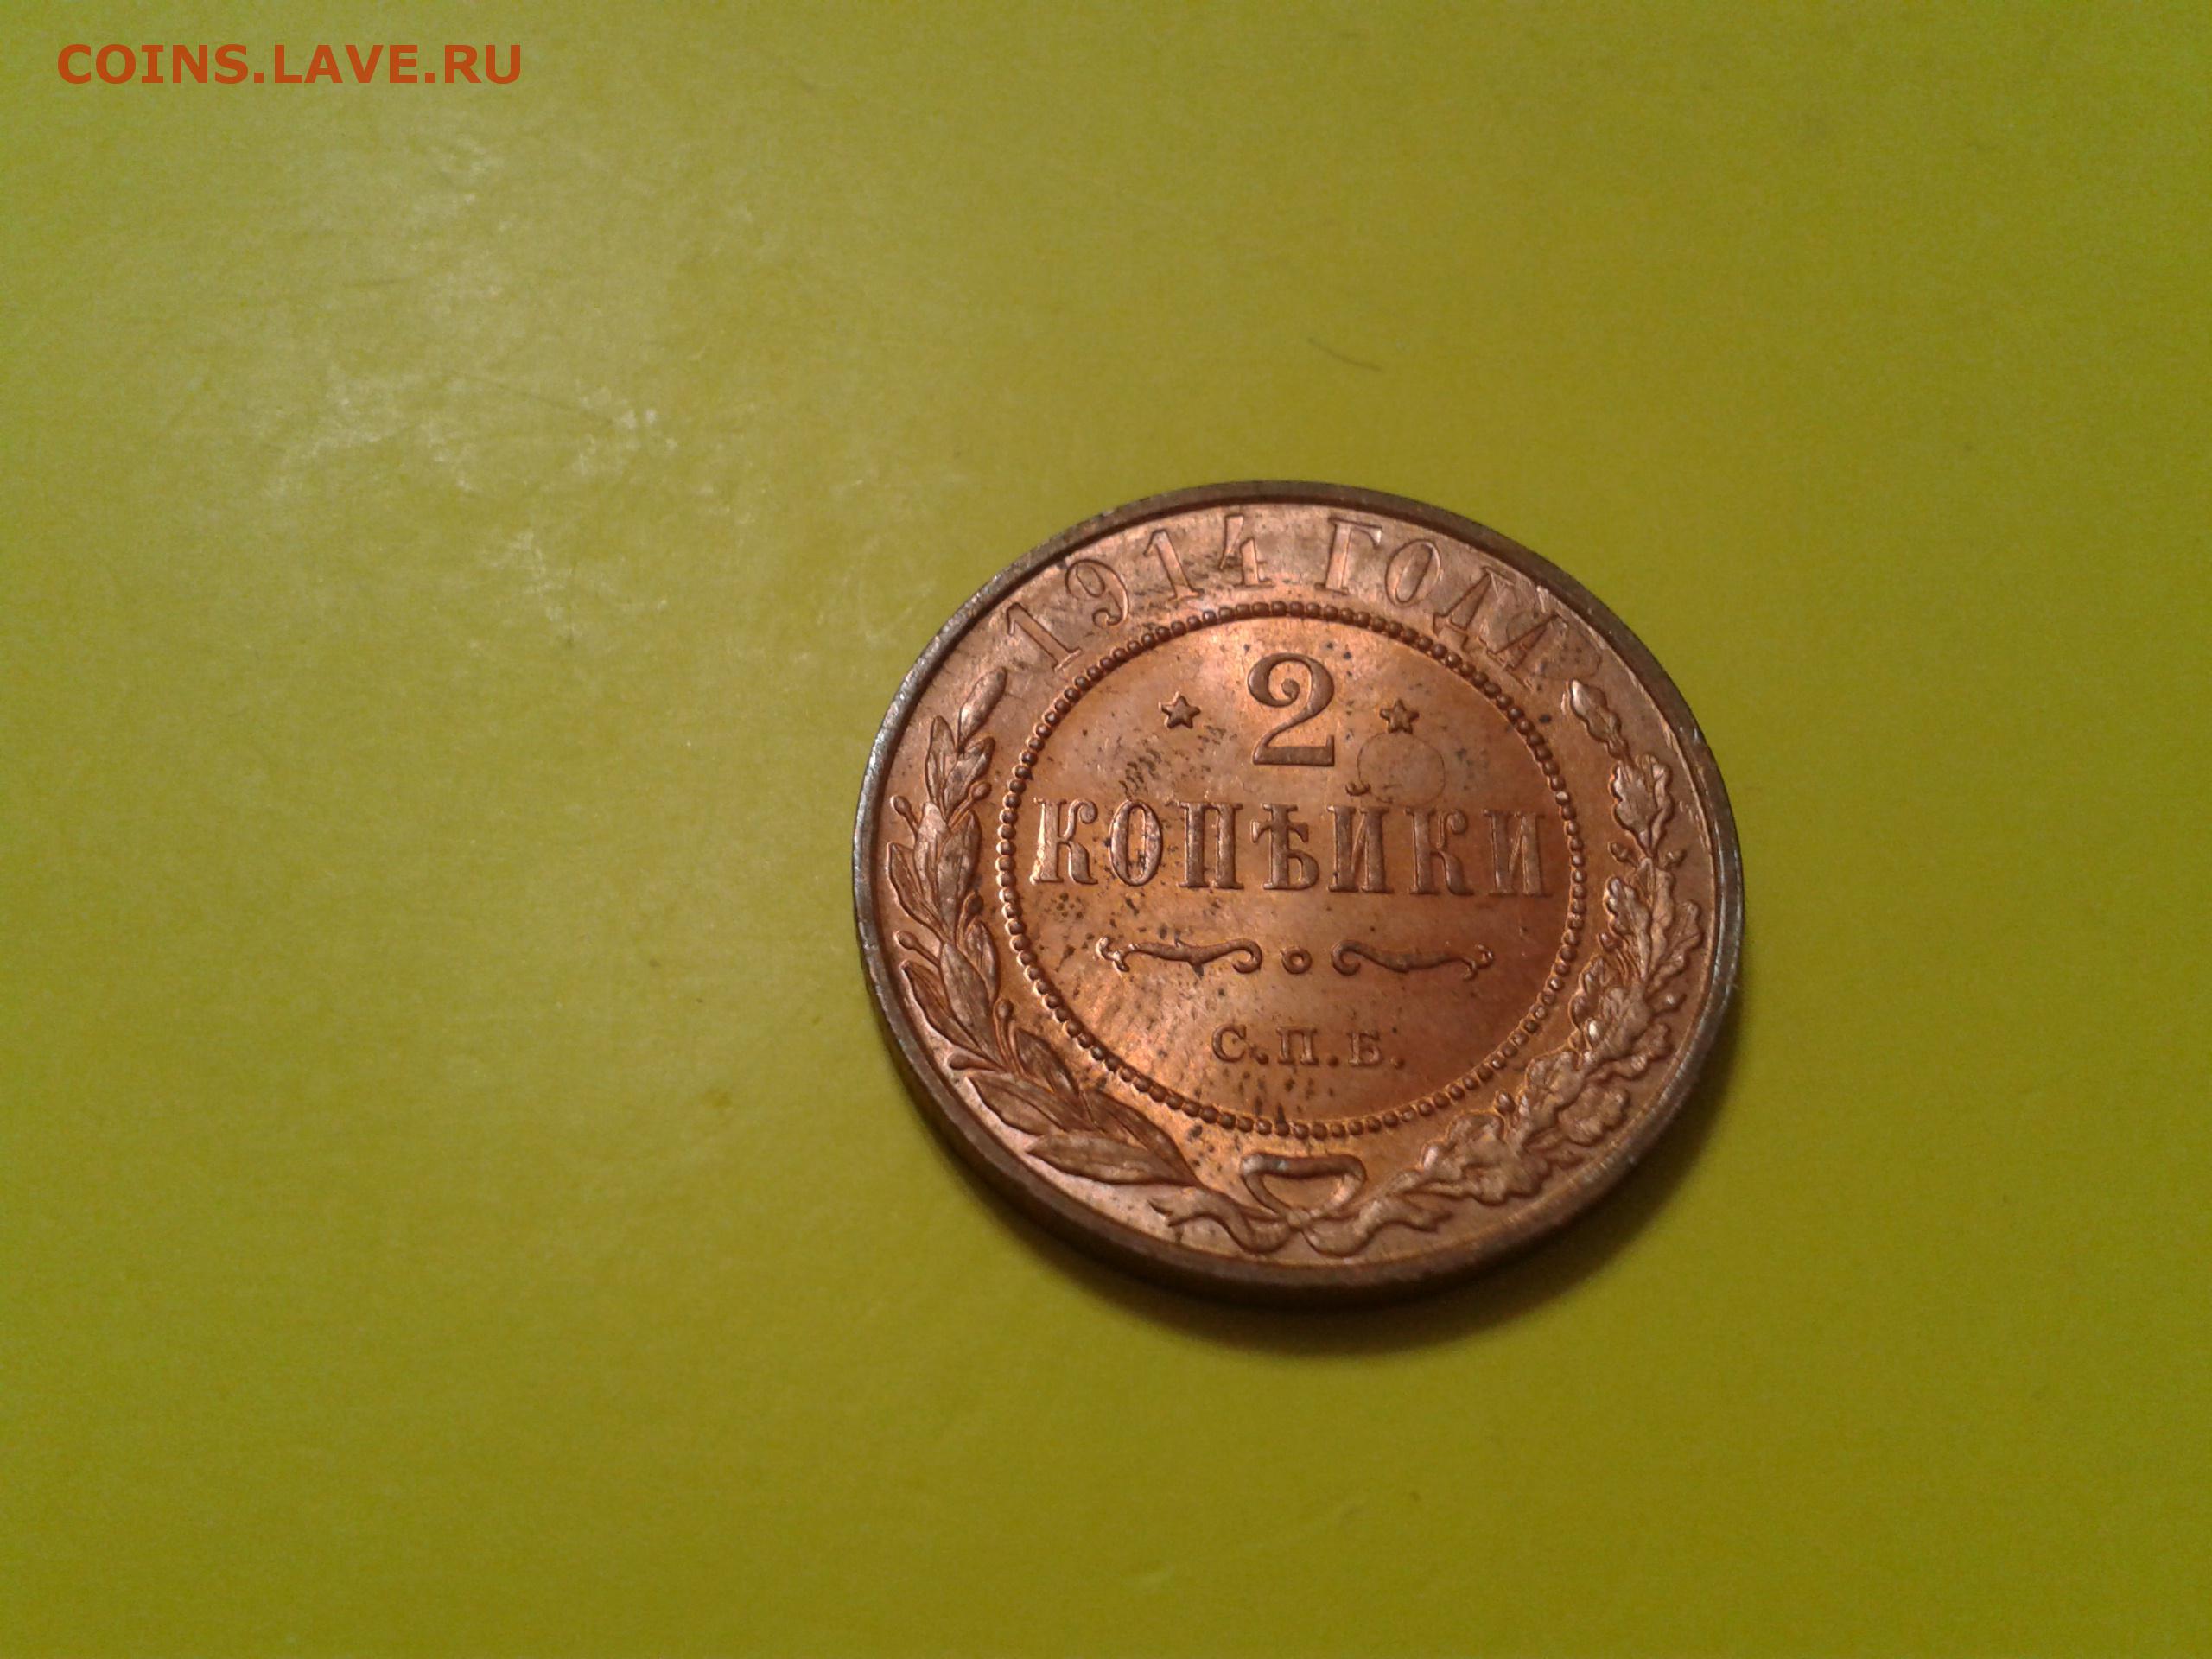 COINS.LAVE.RU
1914 ГОДА
2
КОПѢЙКИ
С.П.Б.